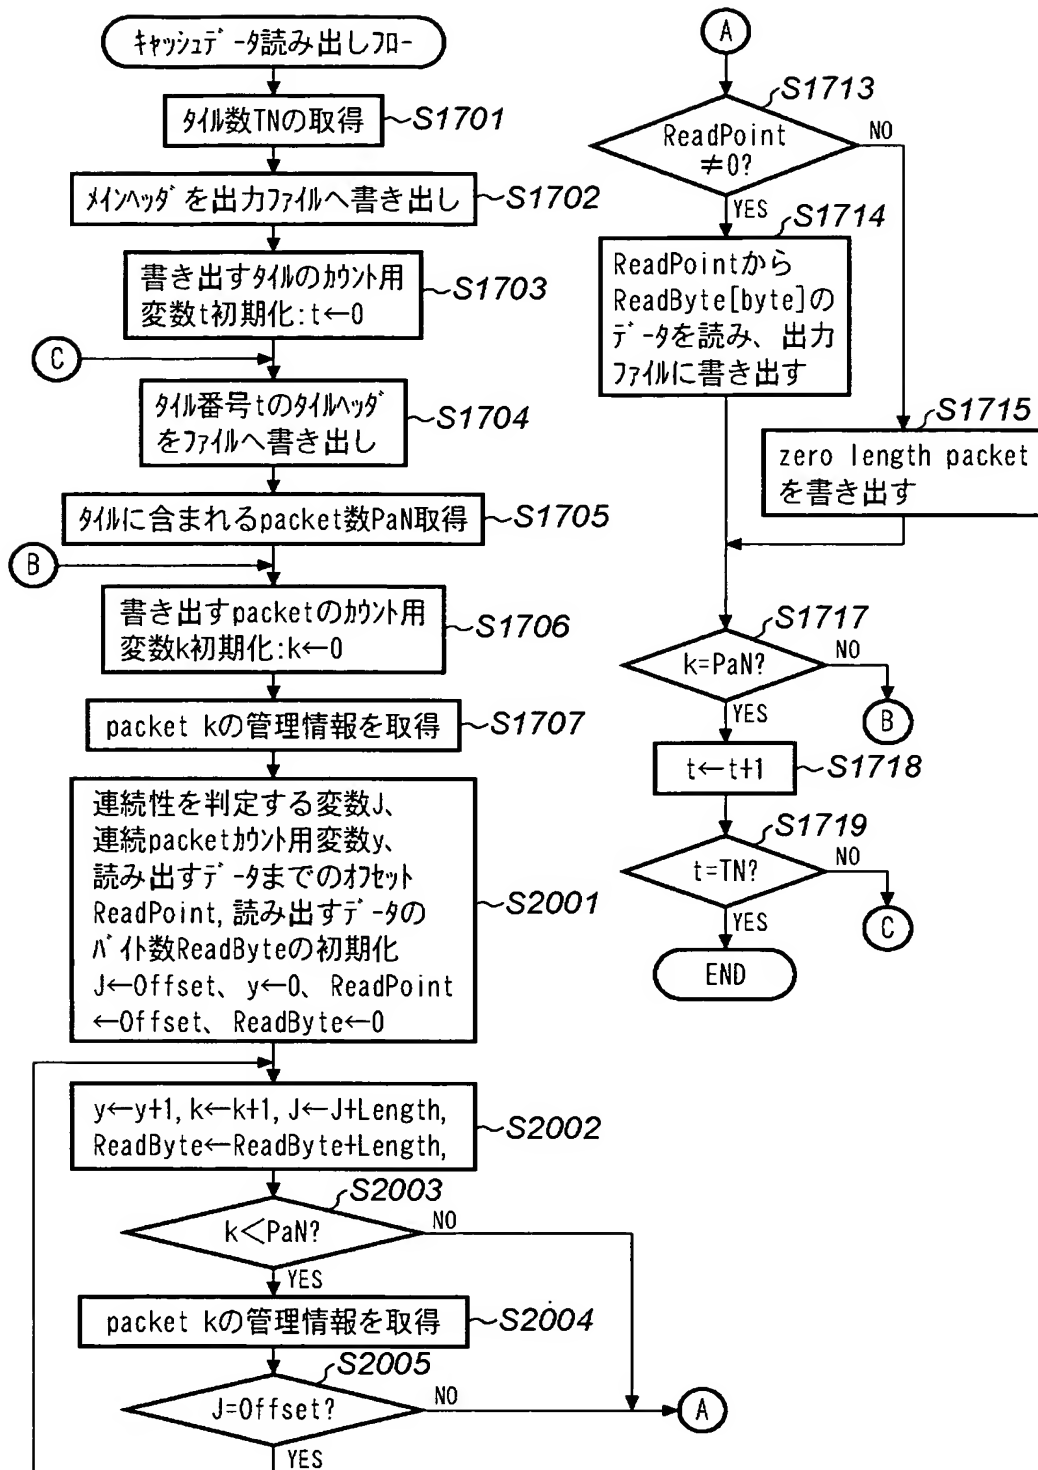 キャッシュデータ読み出しフロー
タイル数TNの取得
S1701
メインヘッダを出力ファイルへ書き出し
S1702
書き出すタイルのカウント用
変数t初期化:t←0
S1703
C
タイル番号tのタイルヘッダ
をファイルへ書き出し
S1704
タイルに含まれるpacket数PaN取得
S1705
B
書き出すpacketのカウント用
変数k初期化:k←0
S1706
packet kの管理情報を取得
S1707
連続性を判定する変数J、
連続packetカウント用変数y、
読み出すデータまでのオフセット
ReadPoint,読み出すデータの
バイト数ReadByteの初期化
J←Offset、y←0、ReadPoint
←Offset、ReadByte←0
S2001
y←y+1,k←k+1,J←J+Length,
ReadByte←ReadByte+Length,
S2002
S2003
k<PaN?
NO
YES
packet kの管理情報を取得
S2004
S2005
J=Offset?
NO
A
YES
A
S1713
ReadPoint
≠0?
NO
YES
S1714
ReadPointから
ReadByte[byte]の
データを読み、出力
ファイルに書き出す
S1715
zero length packet
を書き出す
S1717
k=PaN?
NO
B
YES
t←t+1
S1718
S1719
t=TN?
NO
C
YES
END